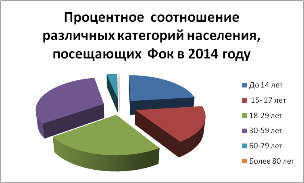 Процентное соотношение
различных категорий населения,
посещающих Фок в 2014 году
До 14 лет
15- 17 лет
18-29 лет
30-59 лет
60-79 лет
Более 80 лет